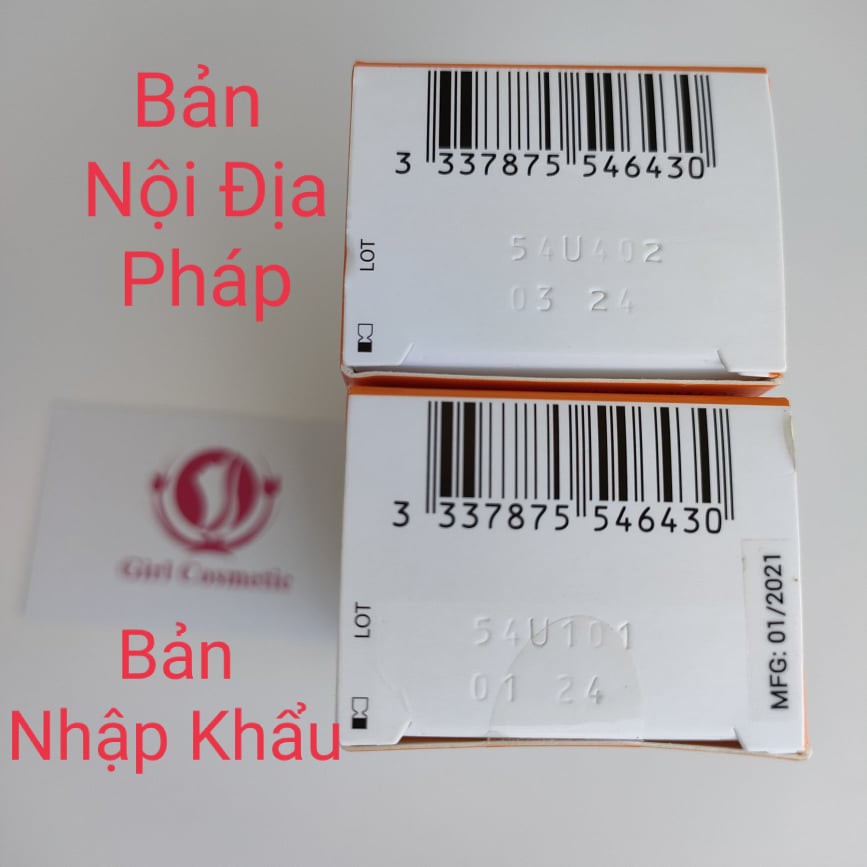 Bản
Nội Địa
Pháp
3 337875 546430
LOT
54U402
03 24
3 337875 546430
LOT
54U101
01 24
MFG: 01/2021
Girl Cosmetic
Bản
Nhập Khẩu